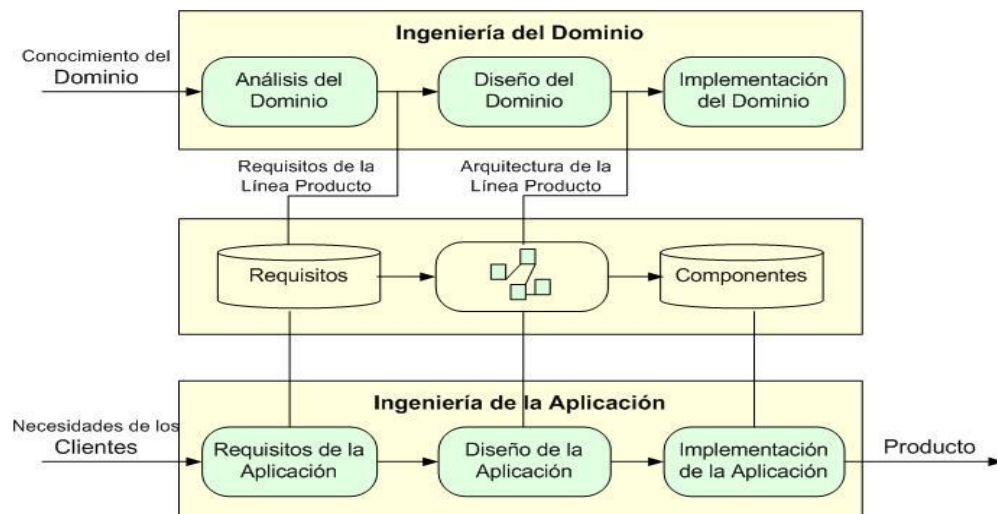 Ingeniería del Dominio
Conocimiento del
Dominio
Análisis del
Dominio
Diseño del
Dominio
Implementación
del Dominio
Requisitos de la
Línea Producto
Arquitectura de la
Línea Producto
Requisitos
Componentes
Ingeniería de la Aplicación
Necesidades de los
Clientes
Requisitos de la
Aplicación
Diseño de la
Aplicación
Implementación
de la Aplicación
Producto